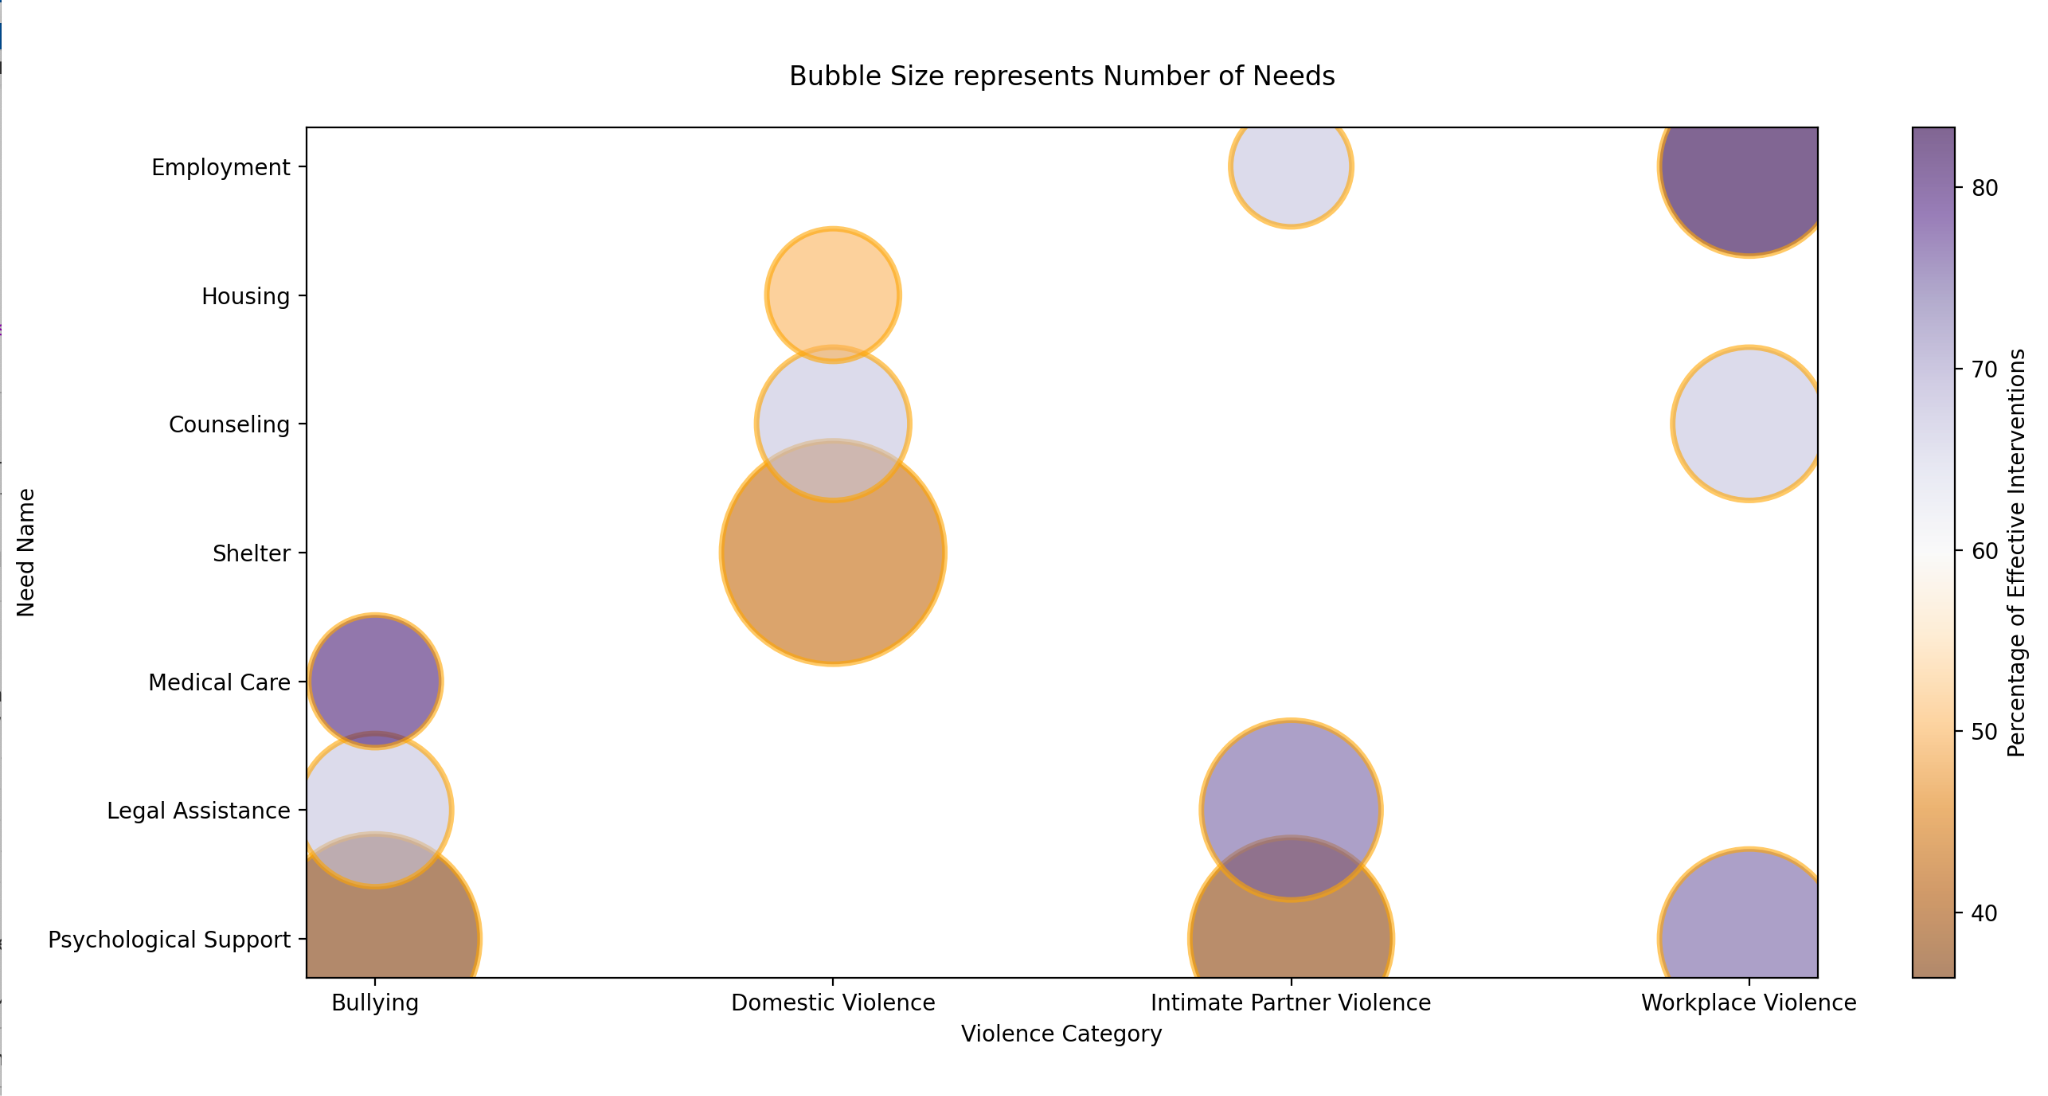 Bubble Size represents Number of Needs
Need Name
Employment
Housing
Counseling
Shelter
Medical Care
Legal Assistance
Psychological Support
Bullying
Domestic Violence
Intimate Partner Violence
Workplace Violence
Violence Category
80
70
60
50
40
Percentage of Effective Interventions